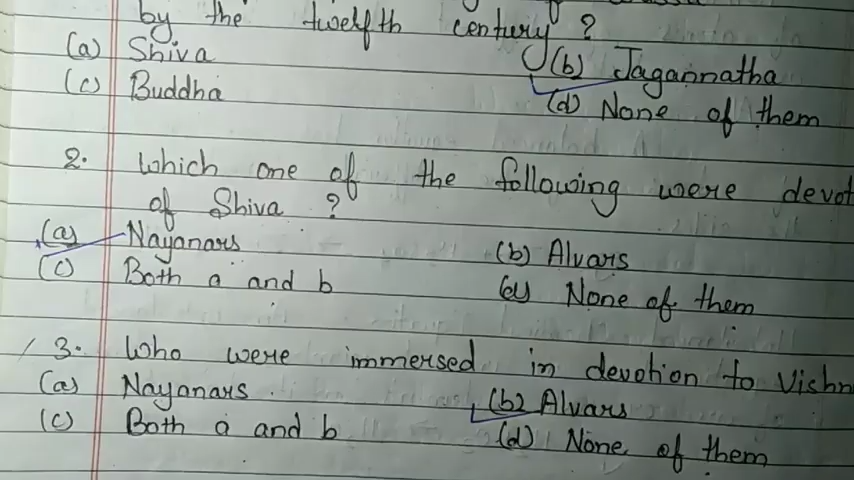 by the twelfth century ?
(a) Shiva (b) Jagannatha
(c) Buddha (d) None of them
2. Which one of the following were devot
of Shiva ?
(a) Nayanars (b) Alvars
(c) Both a and b (d) None of them
3. Who were immersed in devotion to Vishn
(a) Nayanars. (b) Alvars
(c) Both a and b (d) None of them